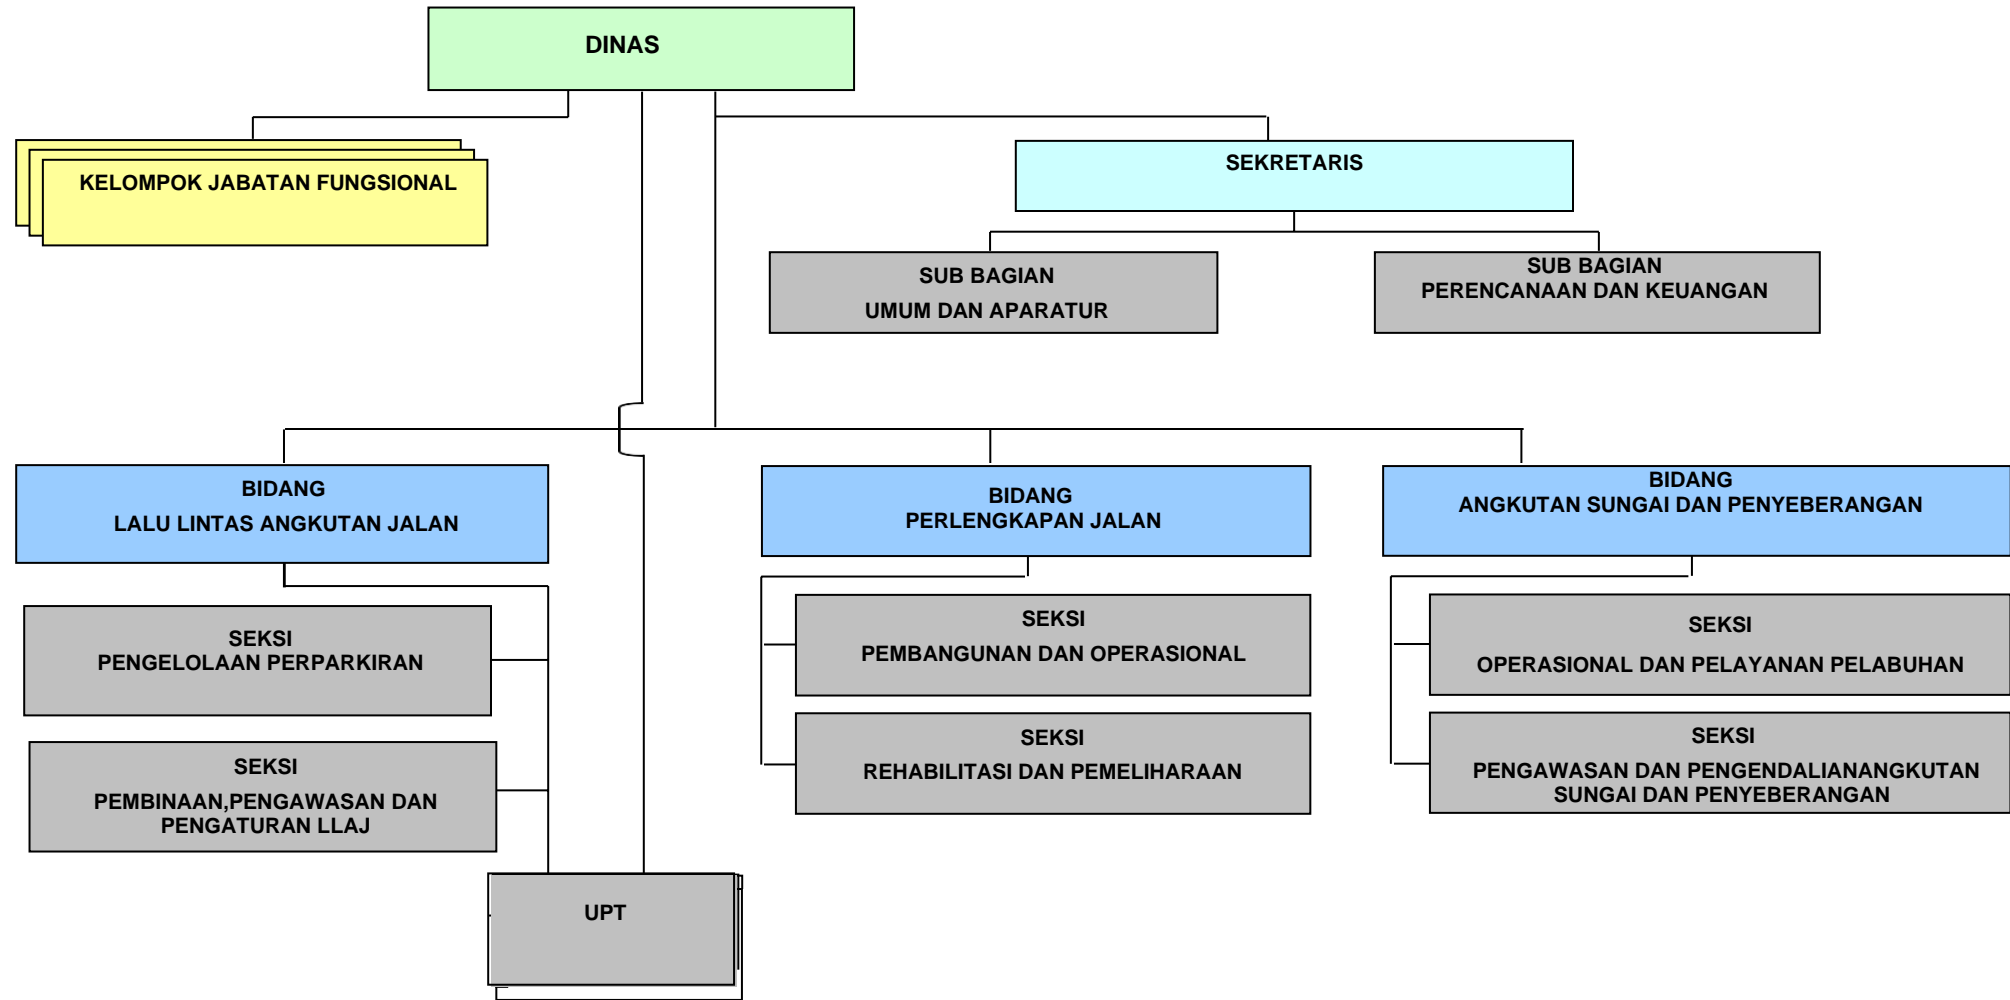 DINAS
KELOMPOK JABATAN FUNGSIONAL
SEKRETARIS
SUB BAGIAN
UMUM DAN APARATUR
SUB BAGIAN
PERENCANAAN DAN KEUANGAN
BIDANG
LALU LINTAS ANGKUTAN JALAN
BIDANG
PERLENGKAPAN JALAN
BIDANG
ANGKUTAN SUNGAI DAN PENYEBERANGAN
SEKSI
PENGELOLAAN PERPARKIRAN
SEKSI
PEMBANGUNAN DAN OPERASIONAL
SEKSI
OPERASIONAL DAN PELAYANAN PELABUHAN
SEKSI
PEMBINAAN,PENGAWASAN DAN
PENGATURAN LLAJ
SEKSI
REHABILITASI DAN PEMELIHARAAN
SEKSI
PENGAWASAN DAN PENGENDALIANANGKUTAN
SUNGAI DAN PENYEBERANGAN
UPT